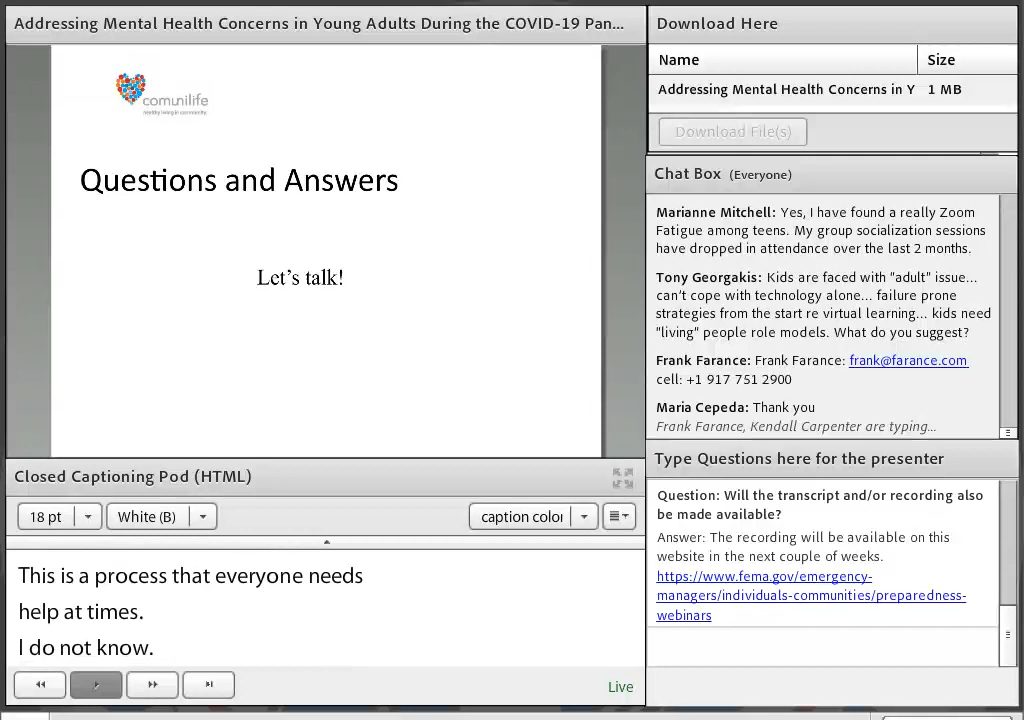 Addressing Mental Health Concerns in Young Adults During the COVID-19 Pan...
comunilife
healthy living in community
Questions and Answers
Let's talk!
Closed Captioning Pod (HTML)
18 pt
White (B)
caption color
This is a process that everyone needs
help at times.
I do not know.
Live
Download Here
Name Size
Addressing Mental Health Concerns in Y 1 MB
Download File(s)
Chat Box (Everyone)
Marianne Mitchell: Yes, I have found a really Zoom
Fatigue among teens. My group socialization sessions
have dropped in attendance over the last 2 months.
Tony Georgakis: Kids are faced with "adult" issue...
can't cope with technology alone... failure prone
strategies from the start re virtual learning... kids need
"living" people role models. What do you suggest?
Frank Farance: Frank Farance: frank@farance.com
cell: +1 917 751 2900
Maria Cepeda: Thank you
Frank Farance, Kendall Carpenter are typing...
Type Questions here for the presenter
Question: Will the transcript and/or recording also
be made available?
Answer: The recording will be available on this
website in the next couple of weeks.
https://www.fema.gov/emergency-
managers/individuals-communities/preparedness-
webinars